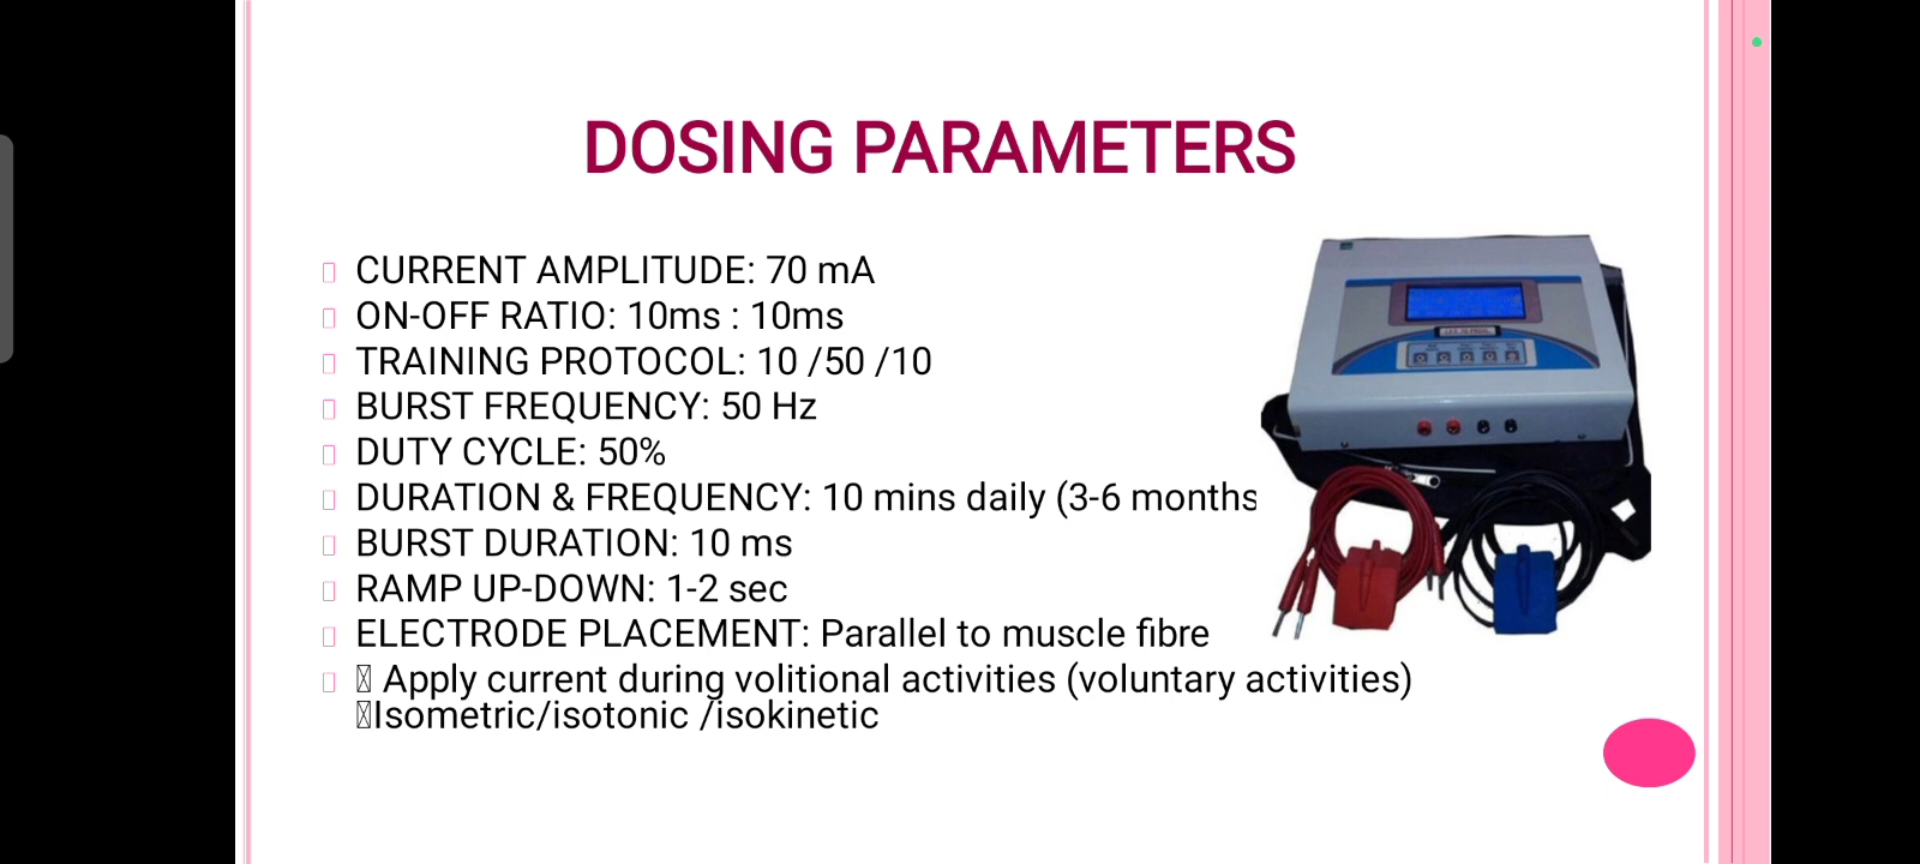 DOSING PARAMETERS
CURRENT AMPLITUDE: 70 mA
ON-OFF RATIO: 10ms : 10ms
TRAINING PROTOCOL: 10 /50 /10
BURST FREQUENCY: 50 Hz
DUTY CYCLE: 50%
DURATION & FREQUENCY: 10 mins daily (3-6 months
BURST DURATION: 10 ms
RAMP UP-DOWN: 1-2 sec
ELECTRODE PLACEMENT: Parallel to muscle fibre
Apply current during volitional activities (voluntary activities)
Isometric/isotonic /isokinetic